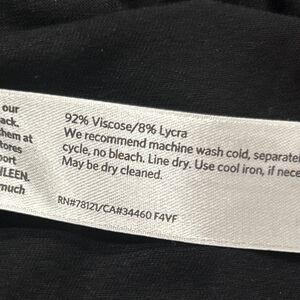 our
ack.
hem at
tores
port
ILEEN.
much
92% Viscose/8% Lycra
We recommend machine wash cold, separate
cycle, no bleach. Line dry. Use cool iron, if nece
May be dry cleaned.
RN#78121/CA#34460 F4VF